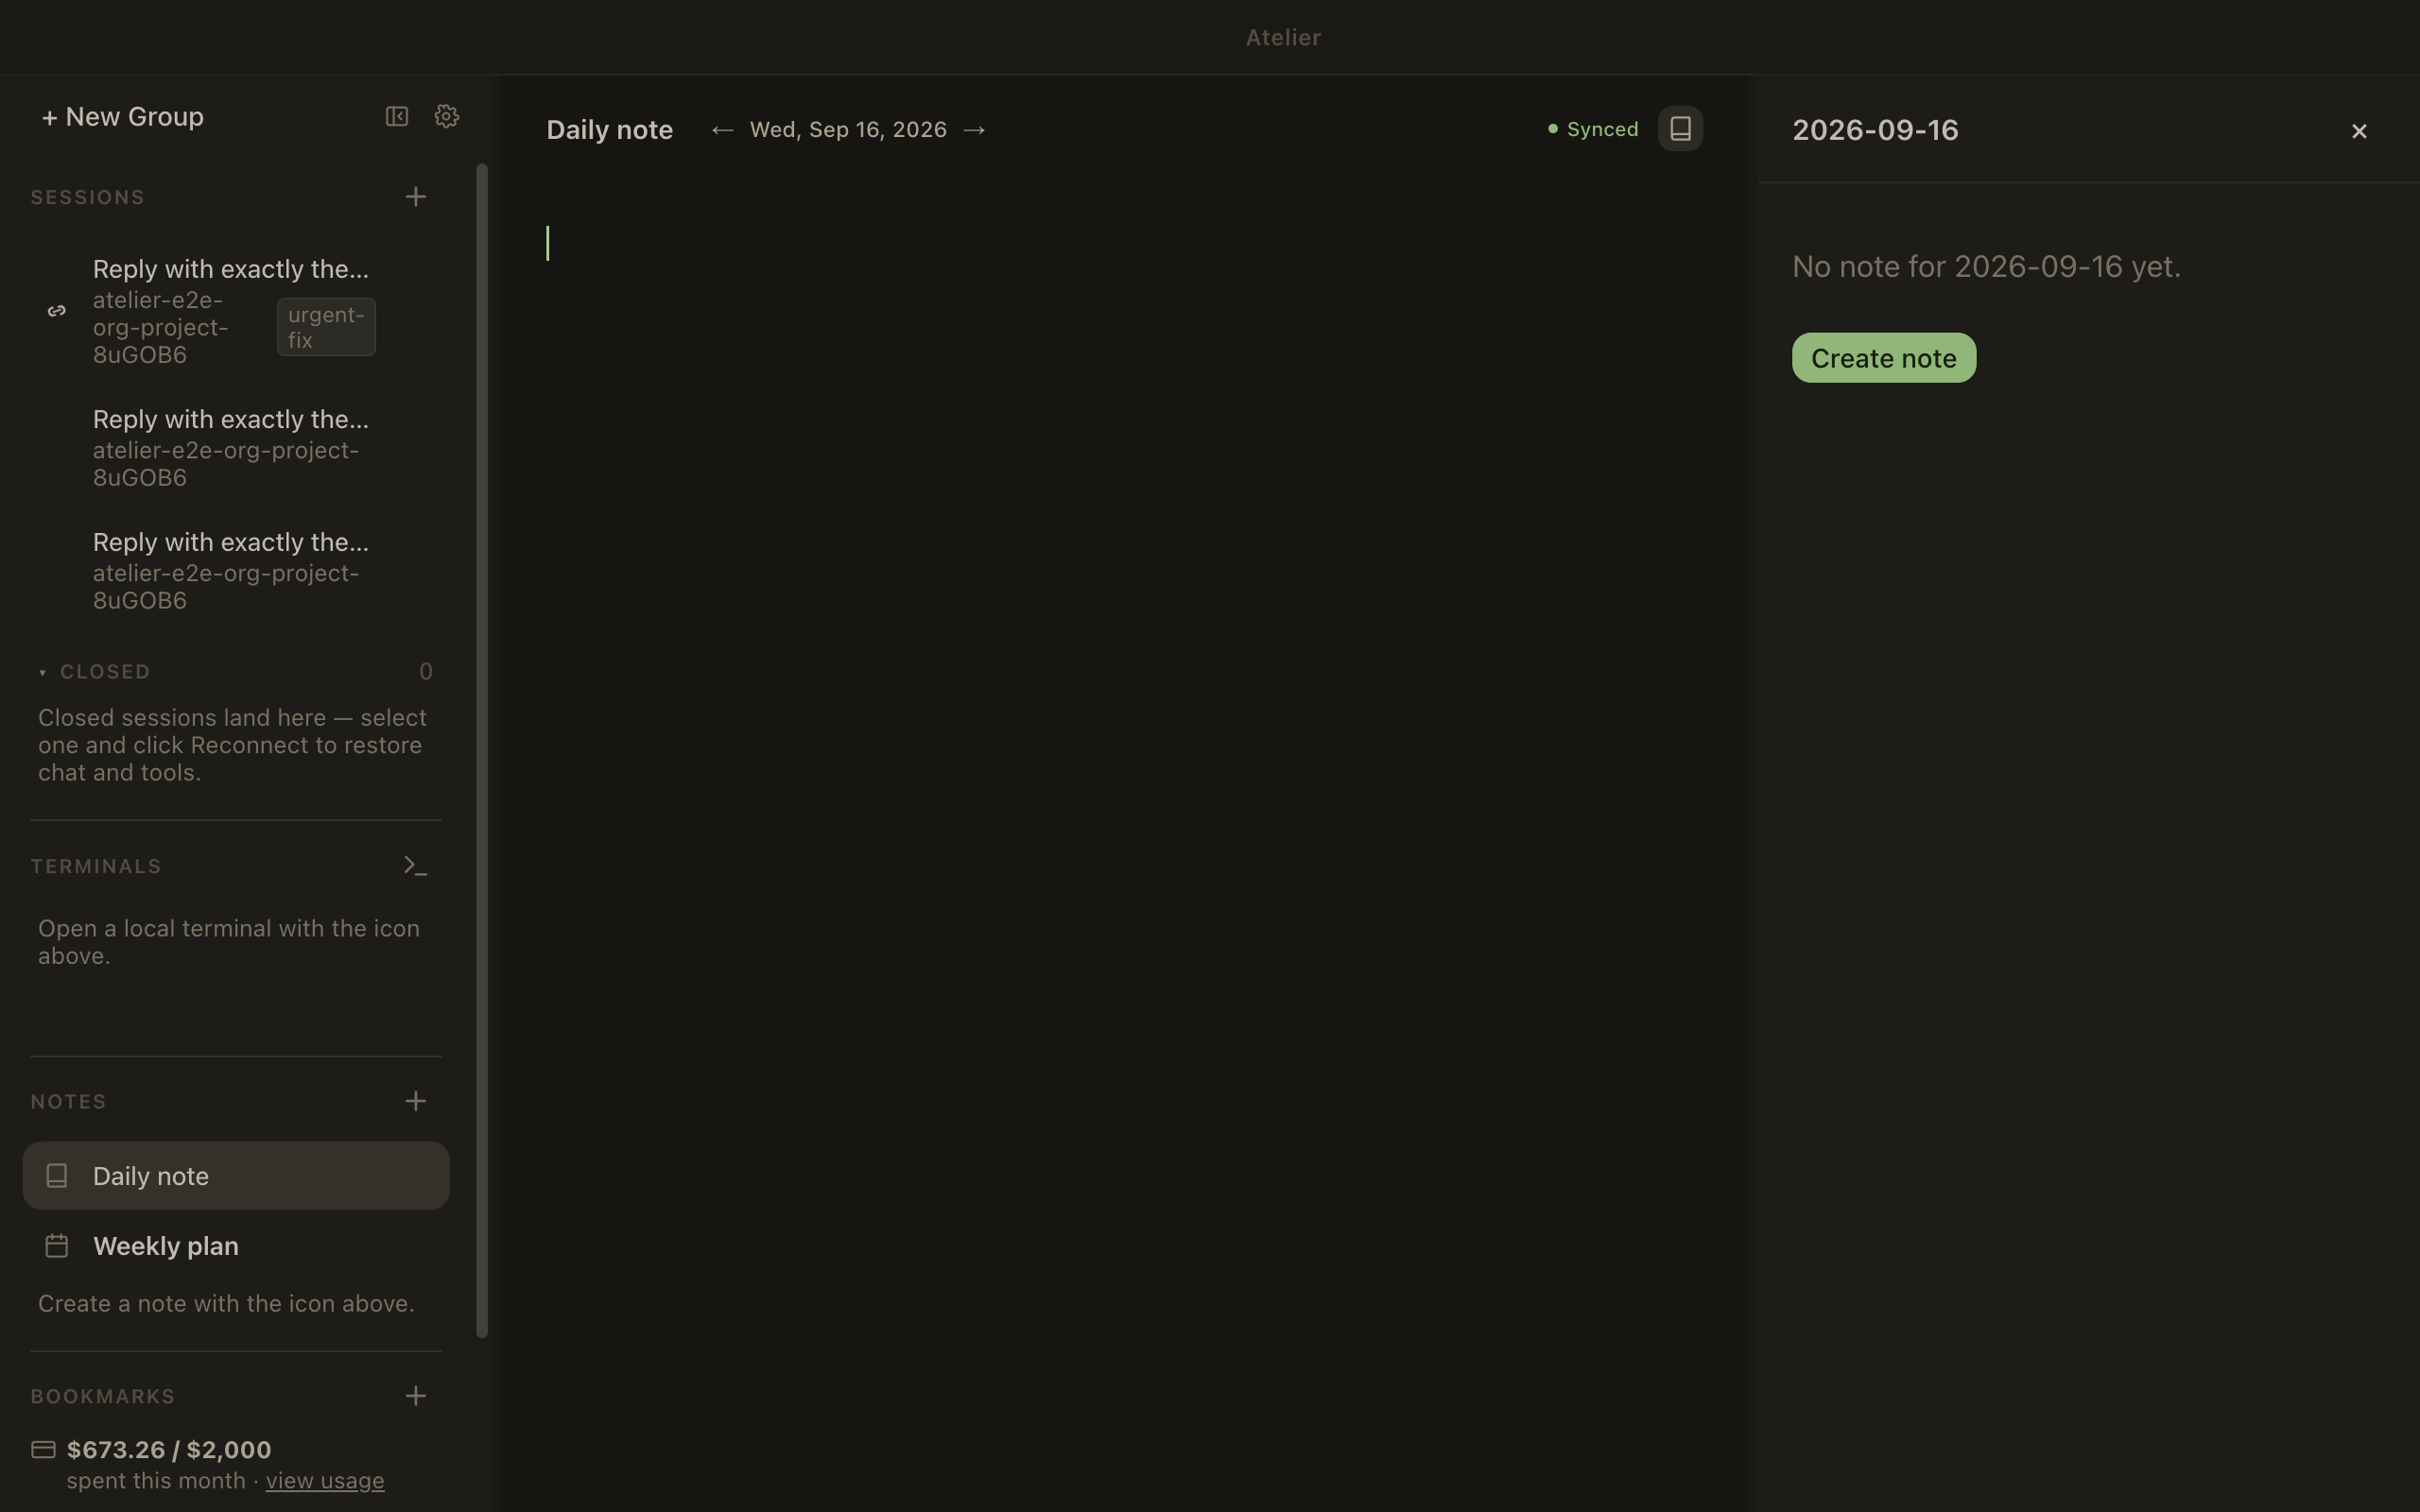 Atelier
+ New Group
SESSIONS
Reply with exactly the...
atelier-e2e-
org-project-
8uGOB6
urgent-
fix
Reply with exactly the...
atelier-e2e-org-project-
8uGOB6
Reply with exactly the...
atelier-e2e-org-project-
8uGOB6
CLOSED 0
Closed sessions land here — select
one and click Reconnect to restore
chat and tools.
TERMINALS
Open a local terminal with the icon
above.
NOTES
Daily note
Weekly plan
Create a note with the icon above.
BOOKMARKS
$673.26 / $2,000
spent this month · view usage
Daily note ← Wed, Sep 16, 2026 →
Synced
2026-09-16
No note for 2026-09-16 yet.
Create note